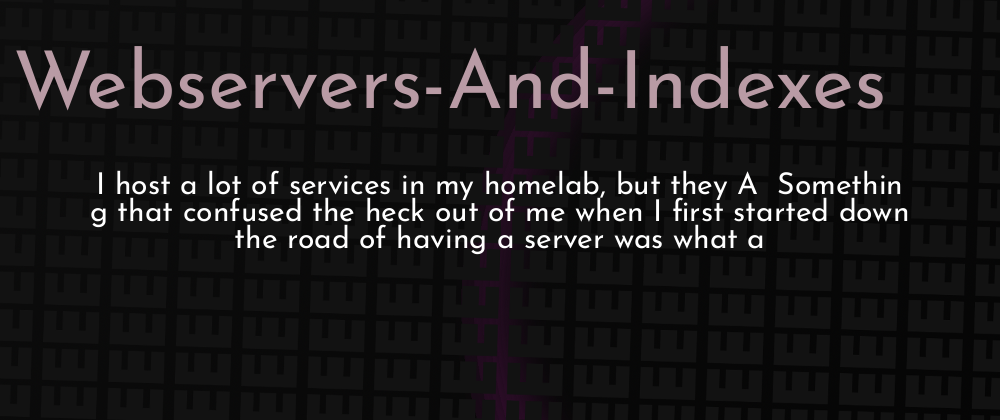 Webservers-And-Indexes
I host a lot of services in my homelab, but they A  Somethin
g that confused the heck out of me when I first started down
the road of having a server was what a